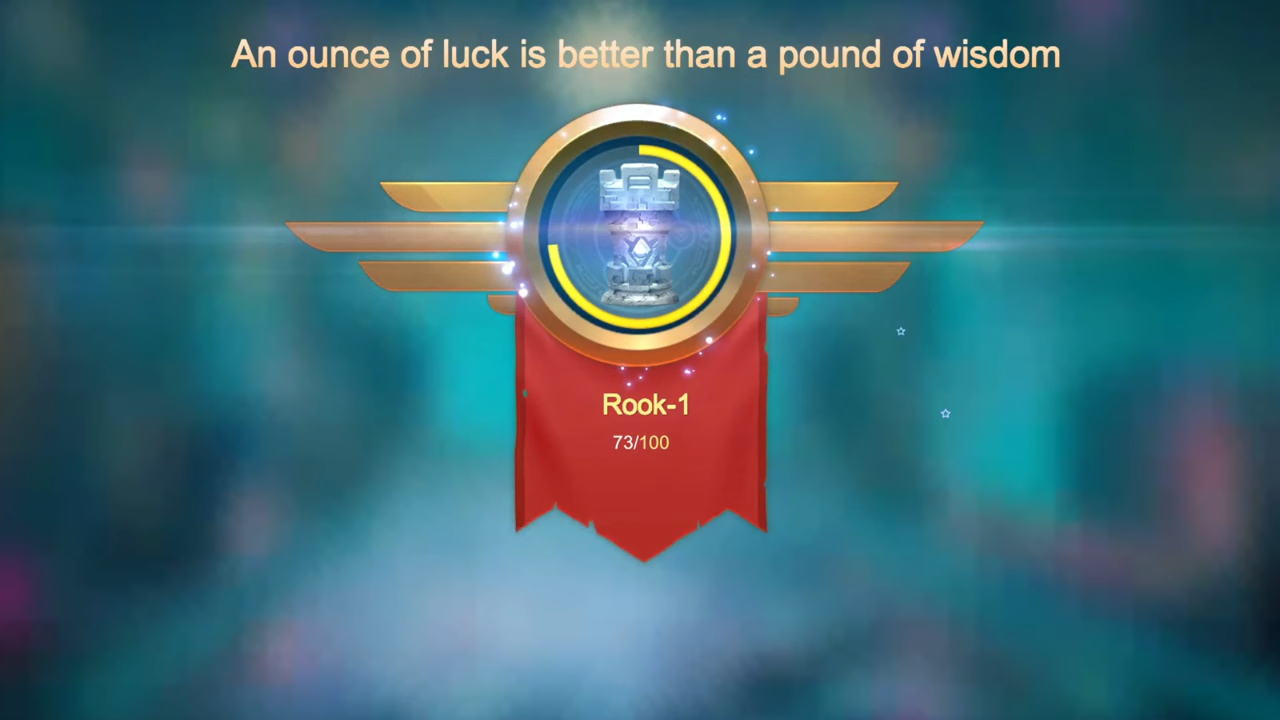 An ounce of luck is better than a pound of wisdom
Rook-1
73/100